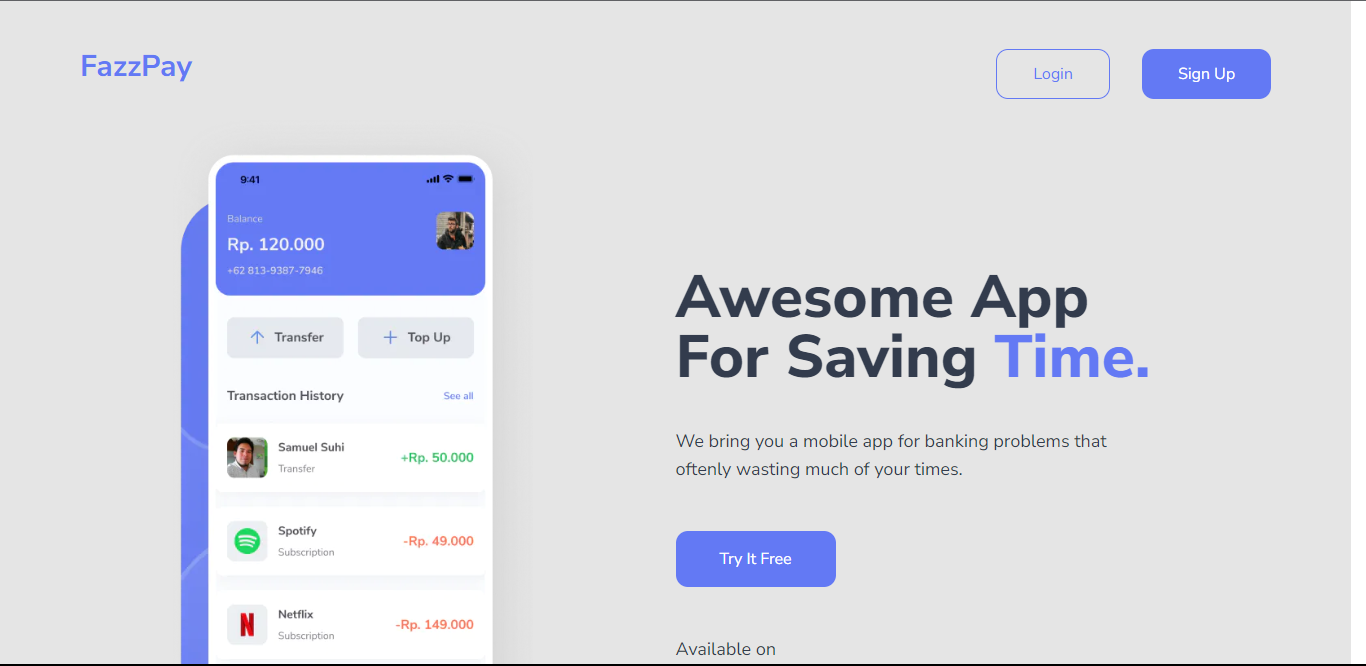 FazzPay
Login
Sign Up
9:41
Balance
Rp. 120.000
+62 813-9387-7946
Transfer
Top Up
Transaction History
See all
Samuel Suhi
Transfer
+Rp. 50.000
Spotify
Subscription
-Rp. 49.000
Netflix
Subscription
-Rp. 149.000
Awesome App
For Saving Time.
We bring you a mobile app for banking problems that
oftenly wasting much of your times.
Try It Free
Available on